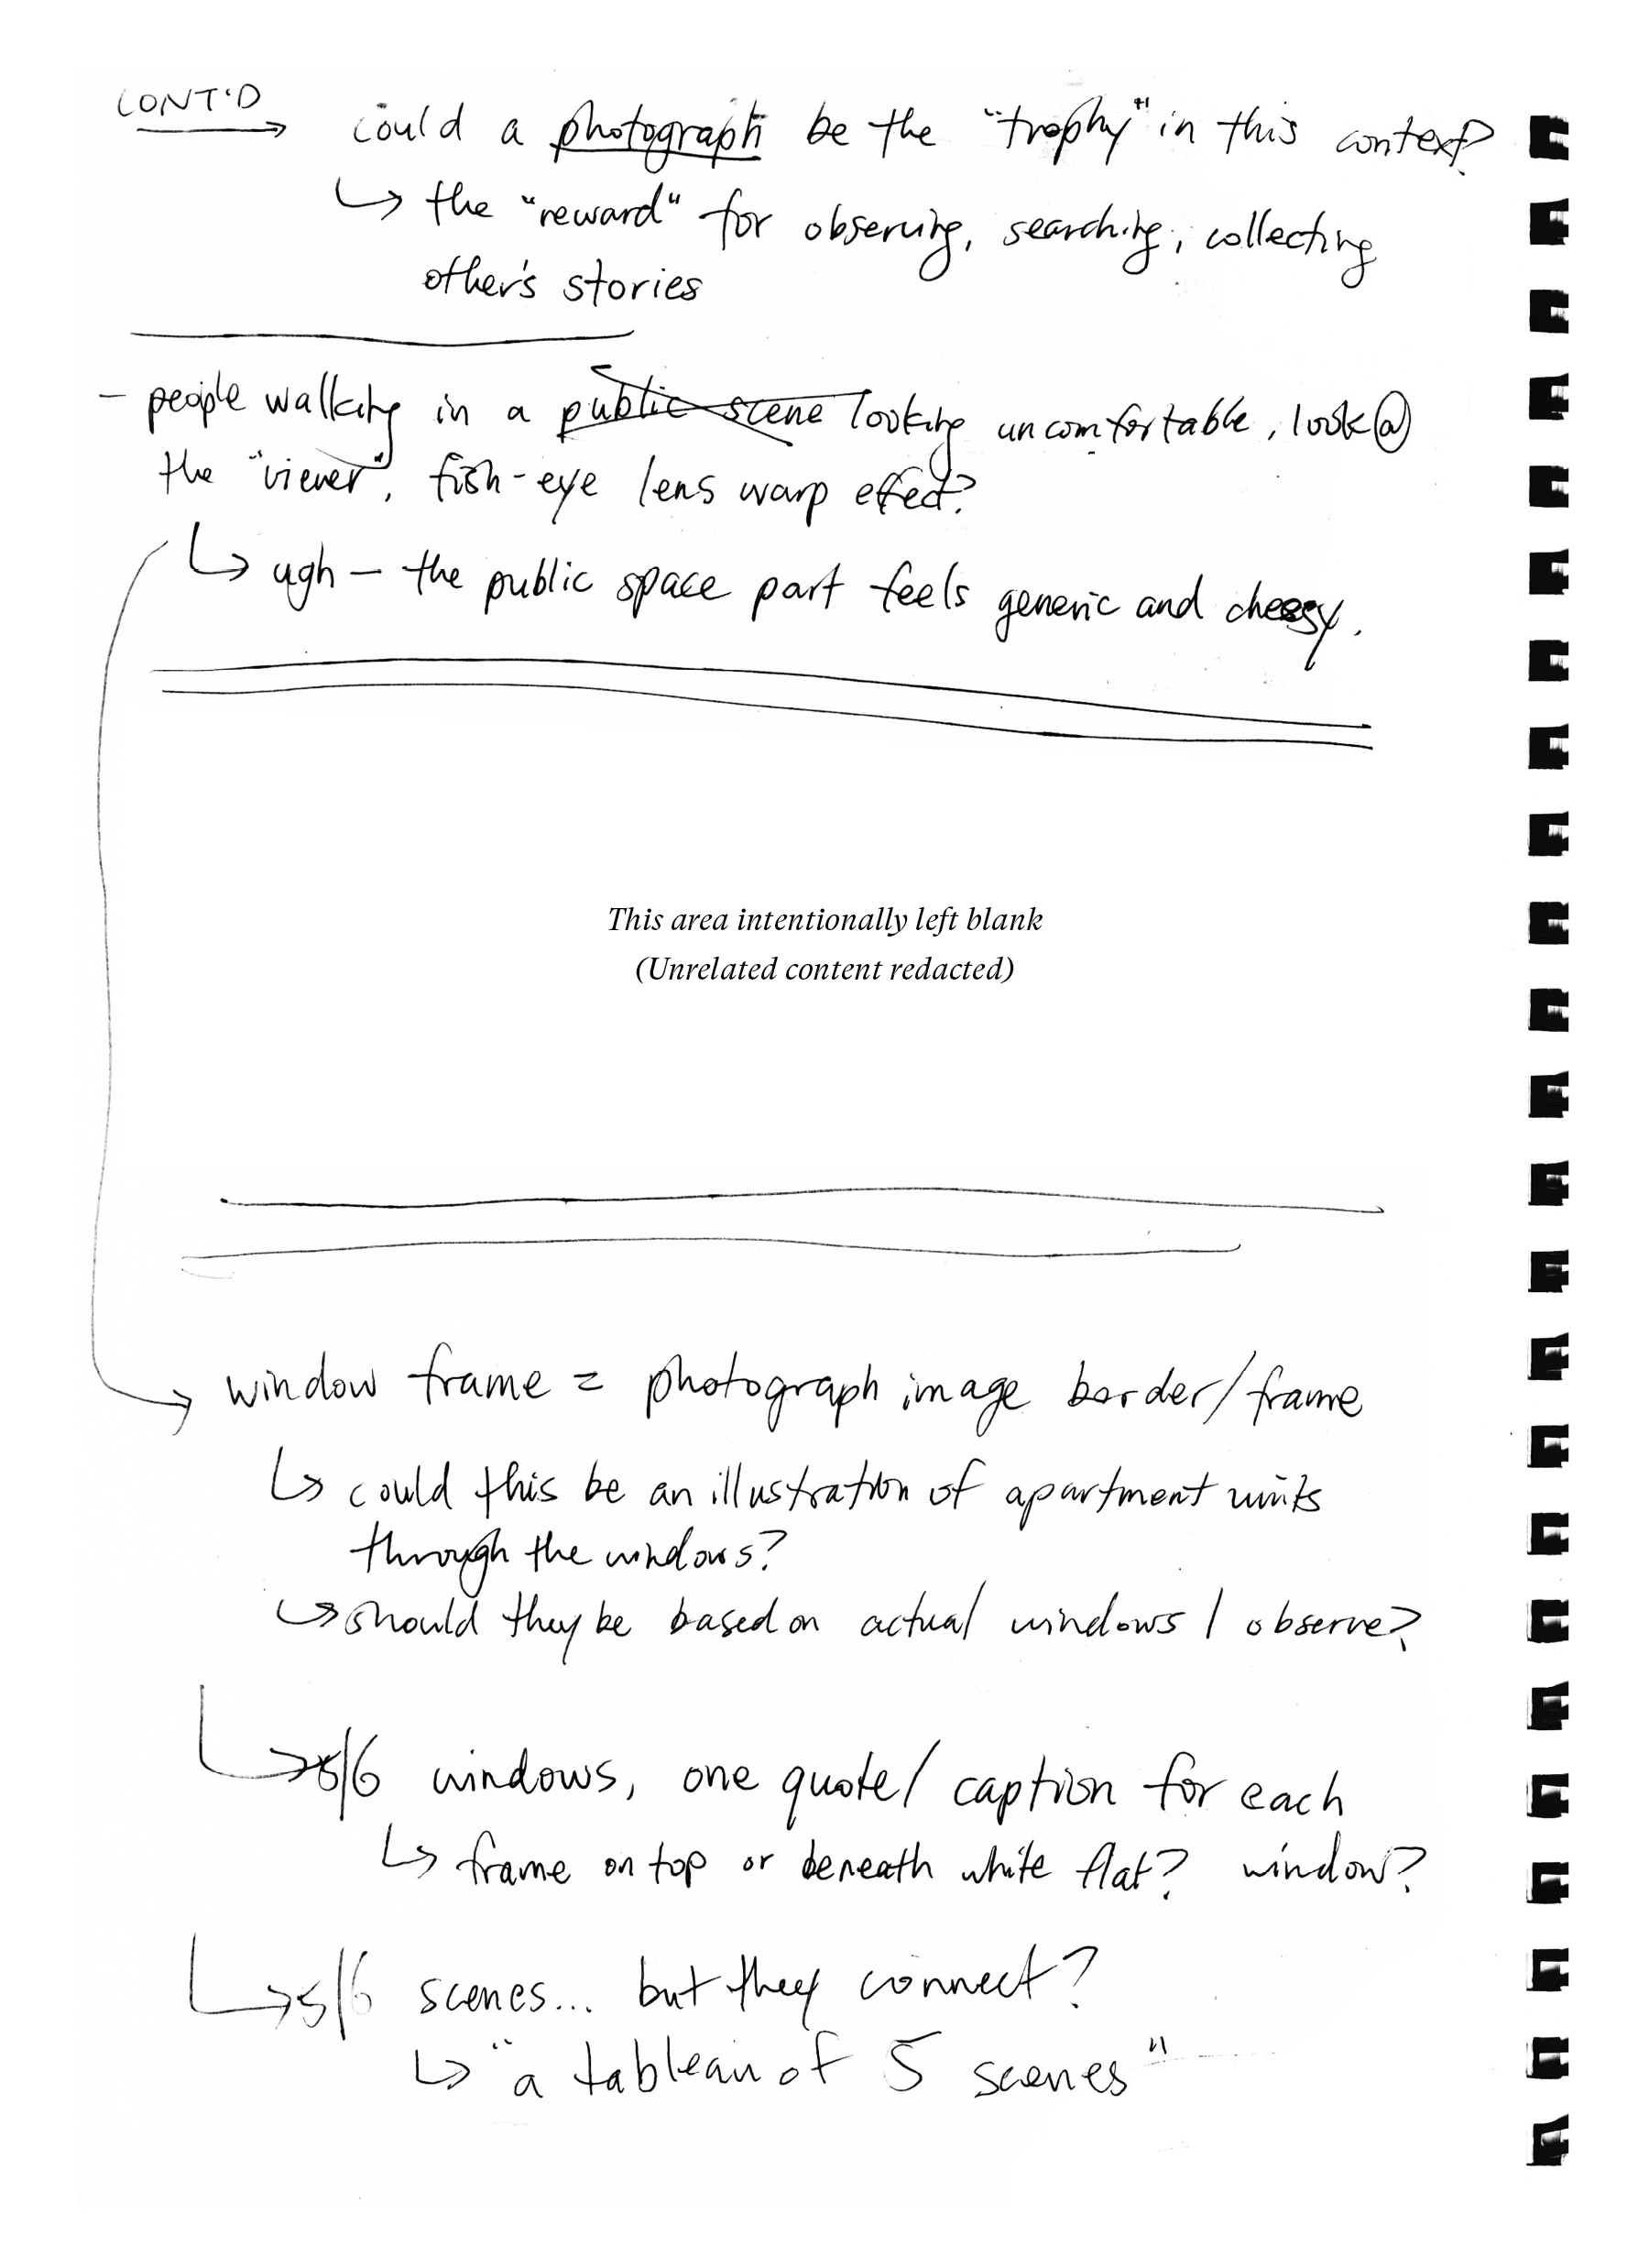 CONT'D
→ could a photograph be the "trophy" in this context?
↳ the "reward" for observing, searching, collecting
other's stories
- people walking in a public scene looking uncomfortable, look@
the "viewer", fish-eye lens warp effect?
↳ ugh — the public space part feels generic and cheesy.
This area intentionally left blank
(Unrelated content redacted)
→ window frame = photograph image border/frame
↳ could this be an illustration of apartment units
through the windows?
↳ should they be based on actual windows I observe?
↳ 5/6 windows, one quote/caption for each
↳ frame on top or beneath white flat? window?
↳ 5/6 scenes... but they connect?
↳ "a tableau of 5 scenes"